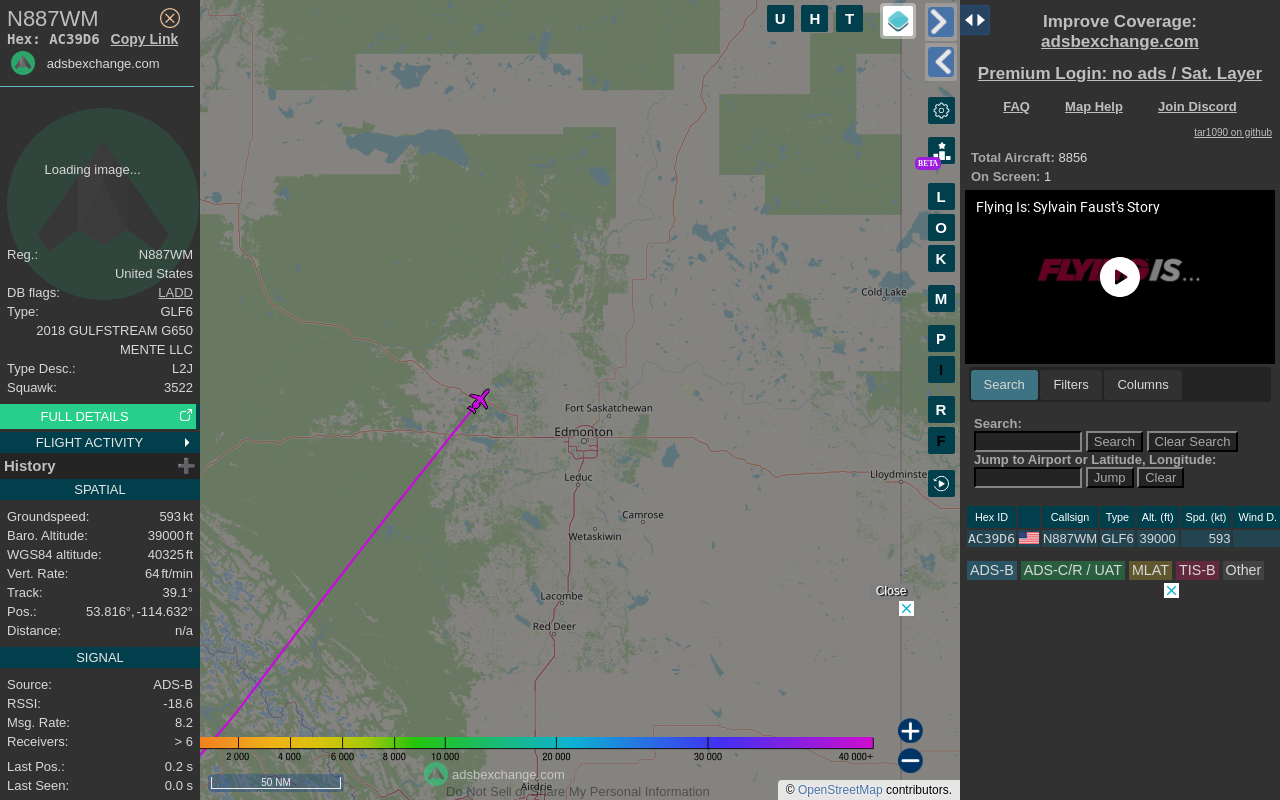 N887WM
Hex: AC39D6 Copy Link
adsbexchange.com
Loading image...
Reg.: N887WM
United States
DB flags: LADD
Type: GLF6
2018 GULFSTREAM G650
MENTE LLC
Type Desc.: L2J
Squawk: 3522
FULL DETAILS
FLIGHT ACTIVITY
History
SPATIAL
Groundspeed: 593 kt
Baro. Altitude: 39000 ft
WGS84 altitude: 40325 ft
Vert. Rate: 64 ft/min
Track: 39.1°
Pos.: 53.816°, -114.632°
Distance: n/a
SIGNAL
Source: ADS-B
RSSI: -18.6
Msg. Rate: 8.2
Receivers: > 6
Last Pos.: 0.2 s
Last Seen: 0.0 s
U H T
BETA
L
O
K
M
P
I
R
F
Cold Lake
Fort Saskatchewan
Edmonton
Leduc
Lloydminste
Camrose
Wetaskiwin
Lacombe
Red Deer
Airdrie
Close
2 000 4 000 6 000 8 000 10 000 20 000 30 000 40 000+
50 NM
adsbexchange.com
Do Not Sell or Share My Personal Information
© OpenStreetMap contributors.
Improve Coverage:
adsbexchange.com
Premium Login: no ads / Sat. Layer
FAQ Map Help Join Discord
tar1090 on github
Total Aircraft: 8856
On Screen: 1
Flying Is: Sylvain Faust's Story
FLYING IS...
Search Filters Columns
Search:
Search Clear Search
Jump to Airport or Latitude, Longitude:
Jump Clear
Hex ID Callsign Type Alt. (ft) Spd. (kt) Wind D.
AC39D6 N887WM GLF6 39000 593
ADS-B ADS-C/R / UAT MLAT TIS-B Other